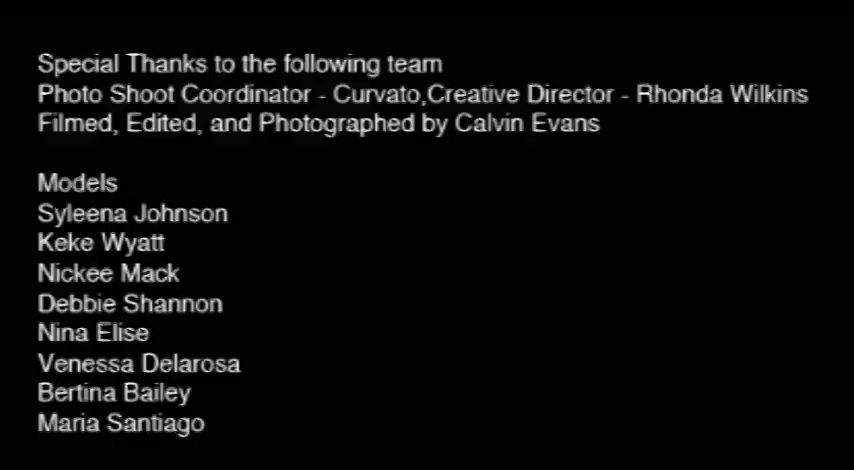 Special Thanks to the following team
Photo Shoot Coordinator - Curvato,Creative Director - Rhonda Wilkins
Filmed, Edited, and Photographed by Calvin Evans
Models
Syleena Johnson
Keke Wyatt
Nickee Mack
Debbie Shannon
Nina Elise
Venessa Delarosa
Bertina Bailey
Maria Santiago